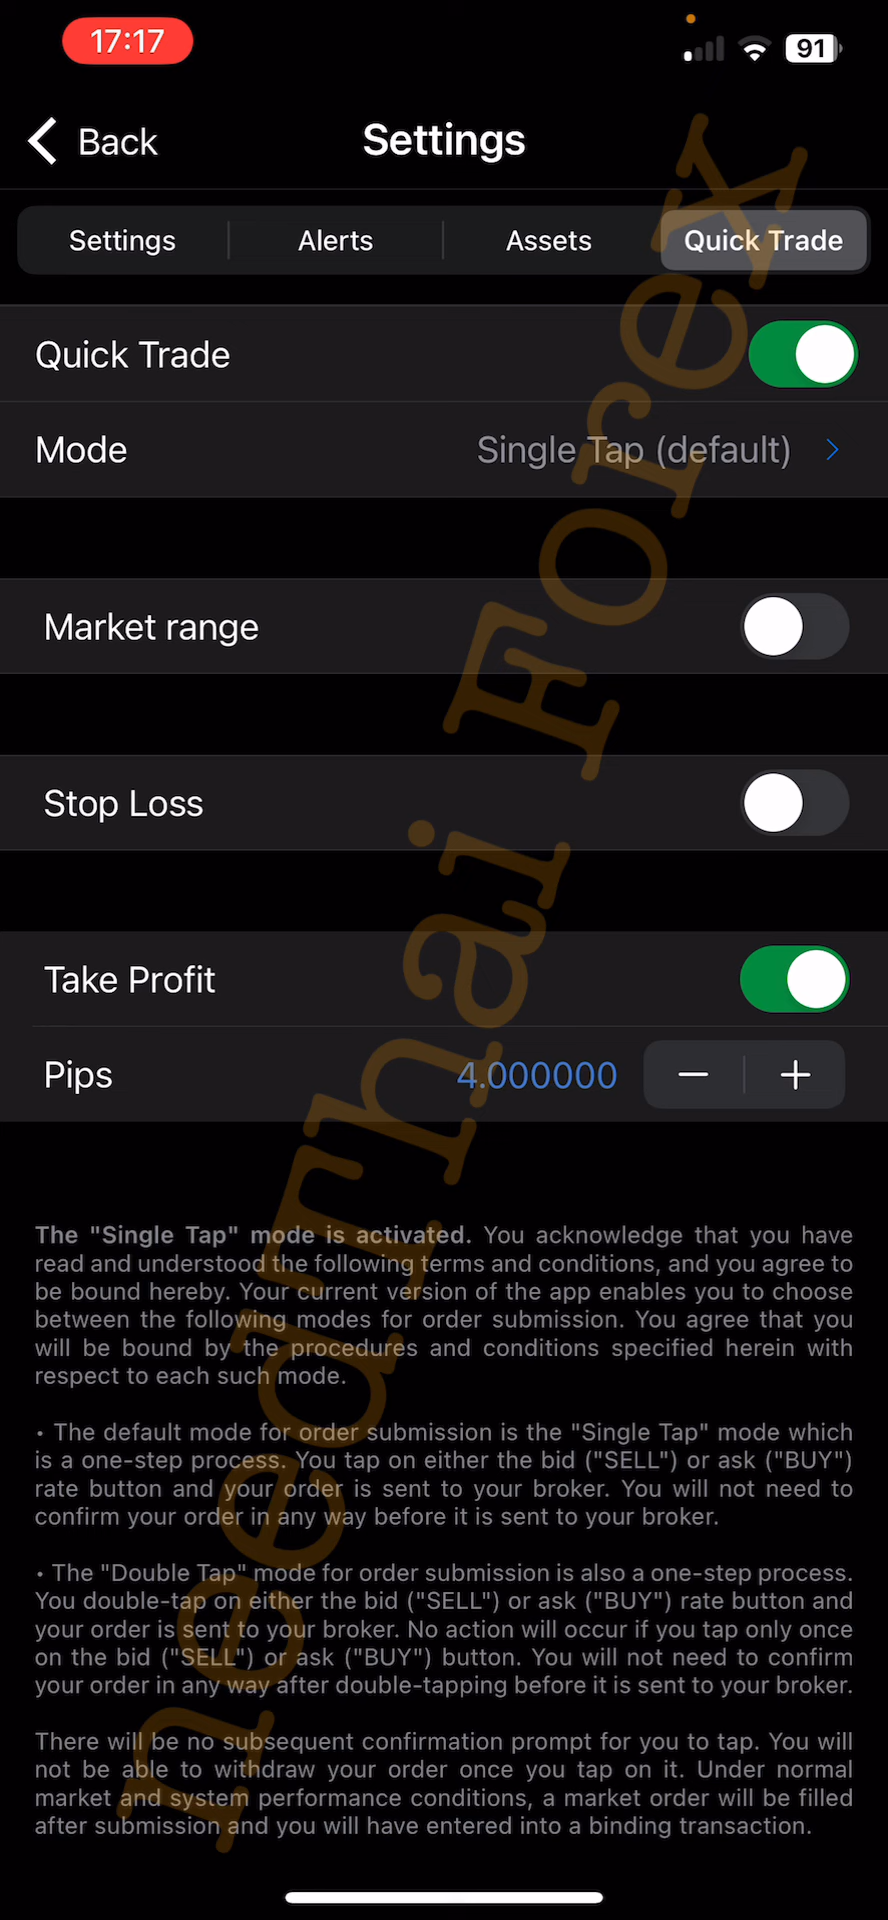 17:17
91
Back
Settings
Settings
Alerts
Assets
Quick Trade
Quick Trade
Mode
Single Tap (default)
Market range
Stop Loss
Take Profit
Pips
4.000000
The "Single Tap" mode is activated. You acknowledge that you have
read and understood the following terms and conditions, and you agree to
be bound hereby. Your current version of the app enables you to choose
between the following modes for order submission. You agree that you
will be bound by the procedures and conditions specified herein with
respect to each such mode.
• The default mode for order submission is the "Single Tap" mode which
is a one-step process. You tap on either the bid ("SELL") or ask ("BUY")
rate button and your order is sent to your broker. You will not need to
confirm your order in any way before it is sent to your broker.
• The "Double Tap" mode for order submission is also a one-step process.
You double-tap on either the bid ("SELL") or ask ("BUY") rate button and
your order is sent to your broker. No action will occur if you tap only once
on the bid ("SELL") or ask ("BUY") button. You will not need to confirm
your order in any way after double-tapping before it is sent to your broker.
There will be no subsequent confirmation prompt for you to tap. You will
not be able to withdraw your order once you tap on it. Under normal
market and system performance conditions, a market order will be filled
after submission and you will have entered into a binding transaction.
needThai Forex